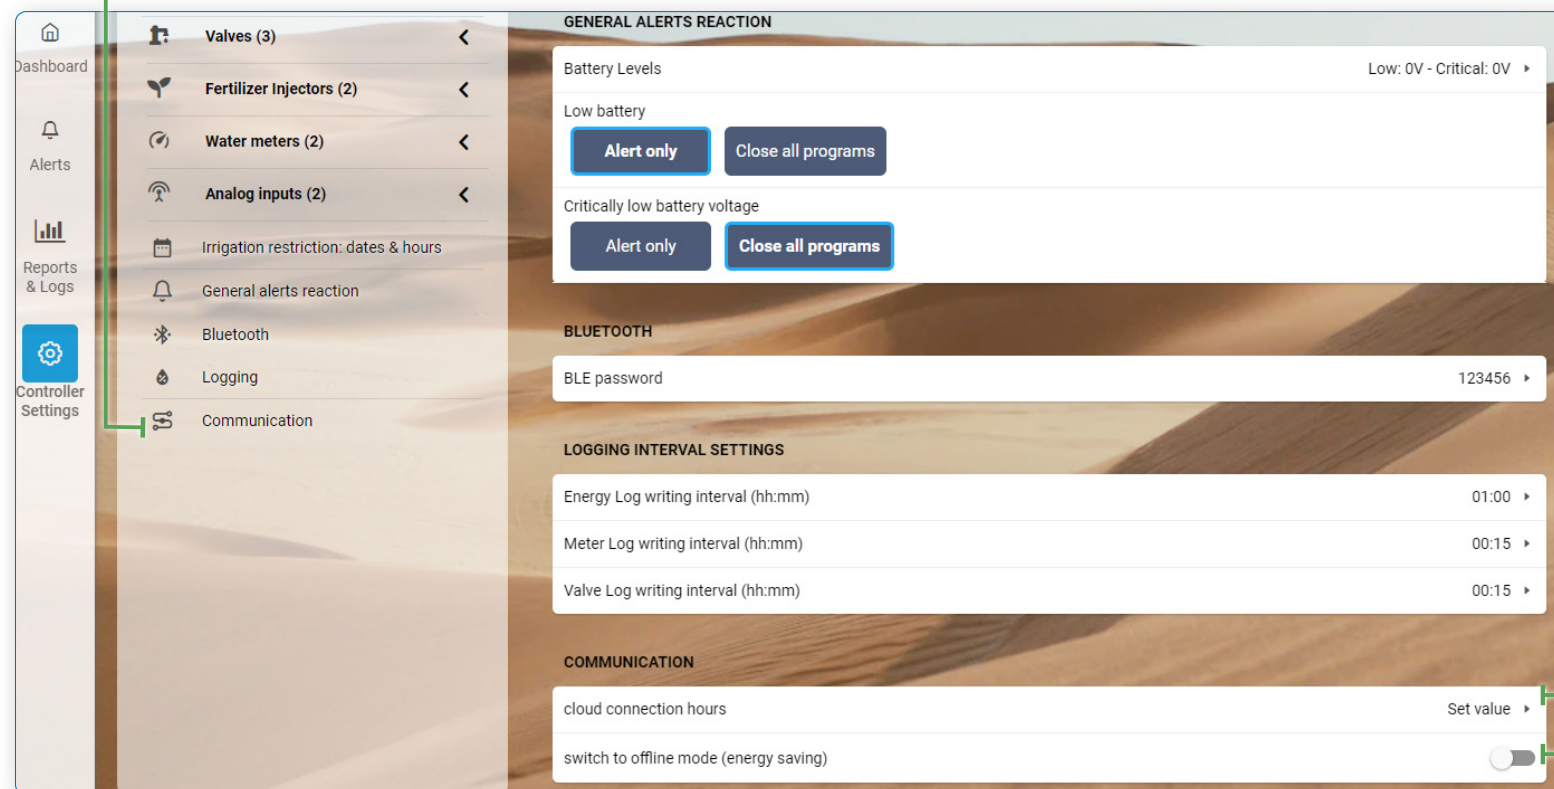 Dashboard
Alerts
Reports
& Logs
Controller
Settings
Valves (3)
Fertilizer Injectors (2)
Water meters (2)
Analog inputs (2)
Irrigation restriction: dates & hours
General alerts reaction
Bluetooth
Logging
Communication
GENERAL ALERTS REACTION
Battery Levels Low: 0V - Critical: 0V
Low battery
Alert only Close all programs
Critically low battery voltage
Alert only Close all programs
BLUETOOTH
BLE password 123456
LOGGING INTERVAL SETTINGS
Energy Log writing interval (hh:mm) 01:00
Meter Log writing interval (hh:mm) 00:15
Valve Log writing interval (hh:mm) 00:15
COMMUNICATION
cloud connection hours Set value
switch to offline mode (energy saving)